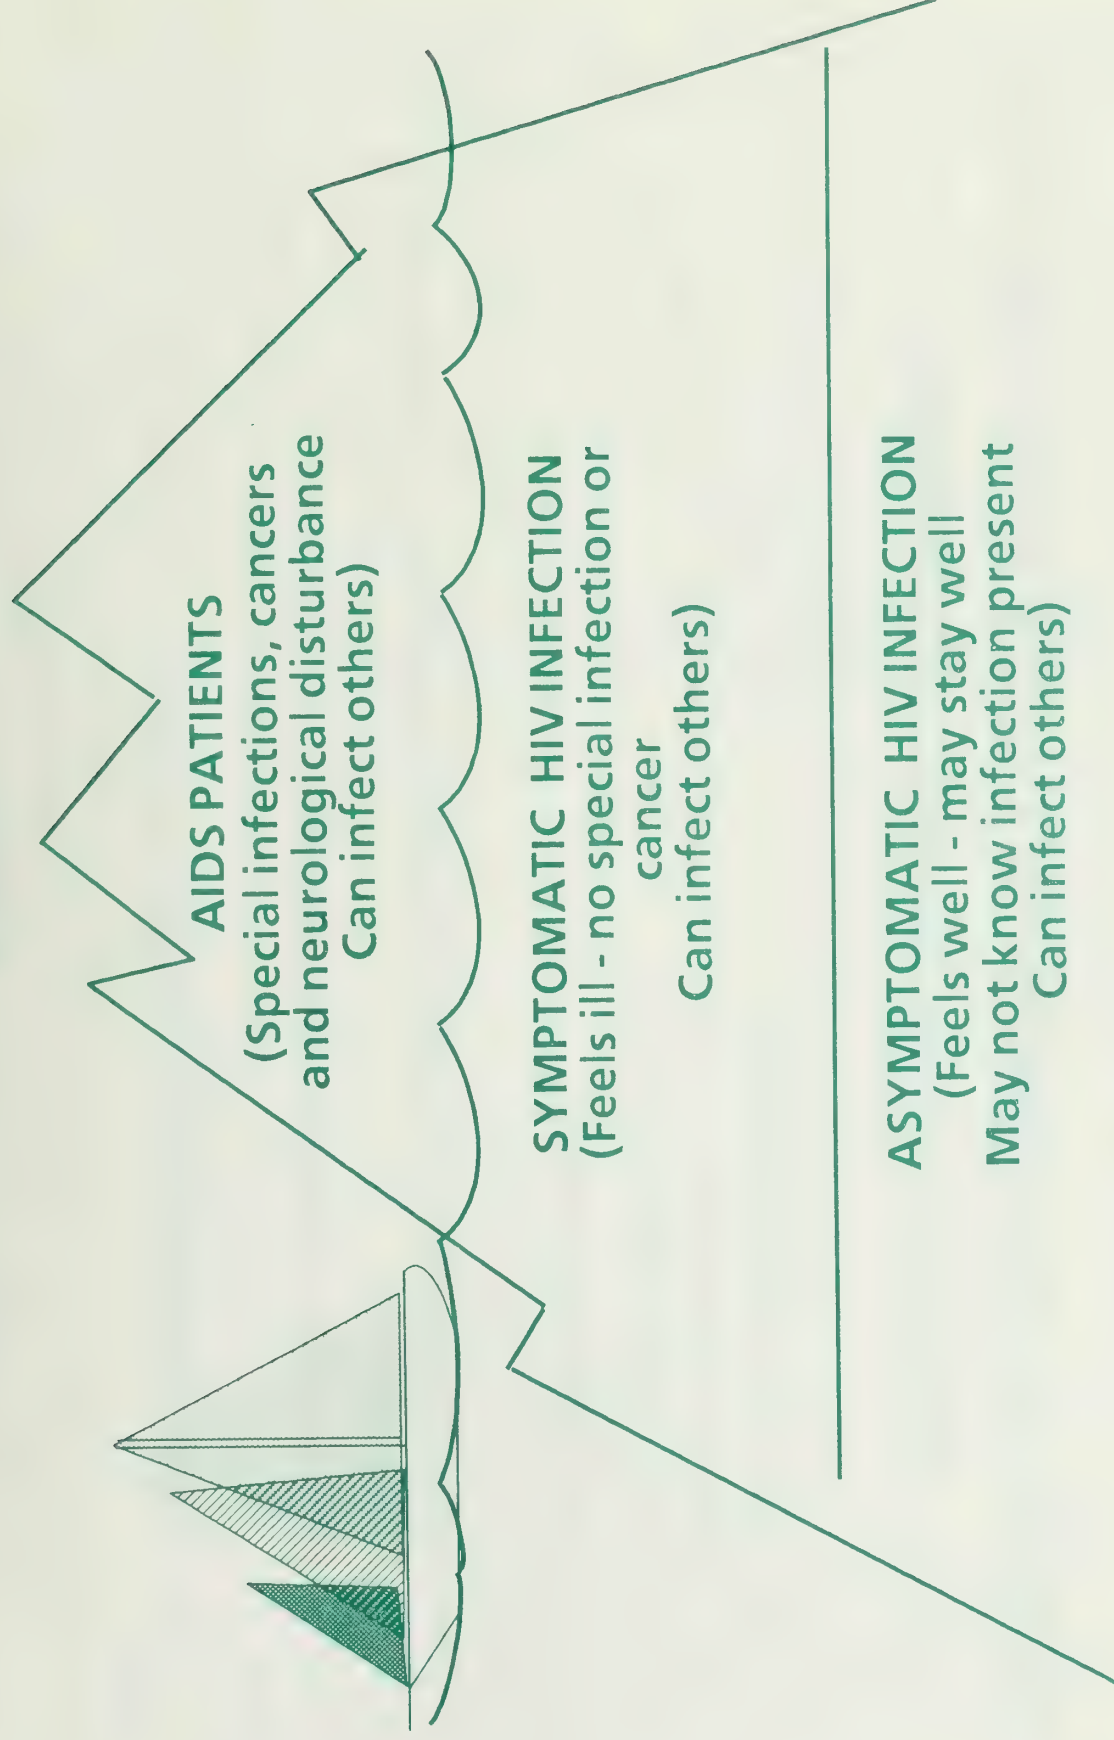 AIDS PATIENTS
(Special infections, cancers
and neurological disturbance
Can infect others)
SYMPTOMATIC HIV INFECTION
(Feels ill - no special infection or
cancer
Can infect others)
ASYMPTOMATIC HIV INFECTION
(Feels well - may stay well
May not know infection present
Can infect others)